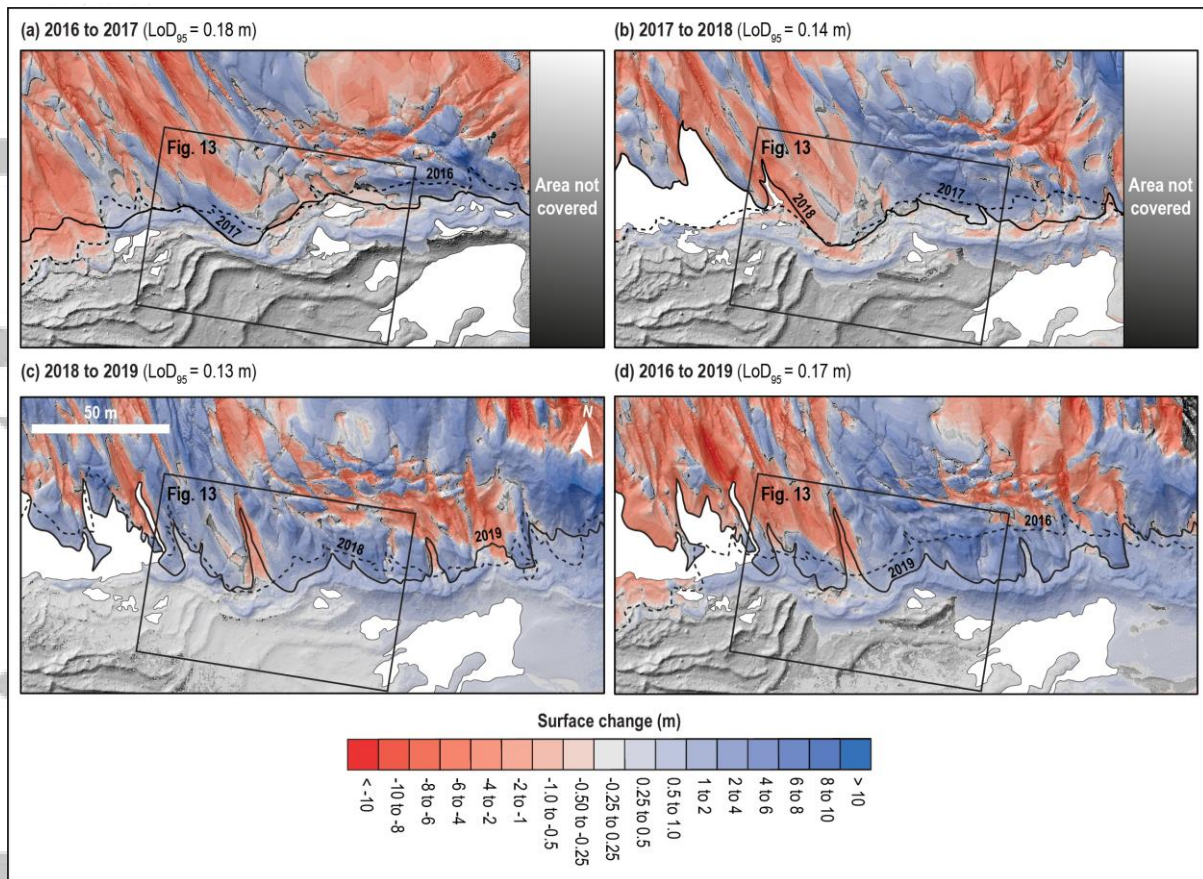 (a) 2016 to 2017 (LoD95 = 0.18 m)
Fig. 13
2016
2017
Area not
covered
(b) 2017 to 2018 (LoD95 = 0.14 m)
Fig. 13
2017
2018
Area not
covered
(c) 2018 to 2019 (LoD95 = 0.13 m)
50 m
N
Fig. 13
2018
2019
(d) 2016 to 2019 (LoD95 = 0.17 m)
Fig. 13
2016
2019
Surface change (m)
< -10
-10 to -8
-8 to -6
-6 to -4
-4 to -2
-2 to -1
-1.0 to -0.5
-0.50 to -0.25
-0.25 to 0.25
0.25 to 0.5
0.5 to 1.0
1 to 2
2 to 4
4 to 6
6 to 8
8 to 10
> 10